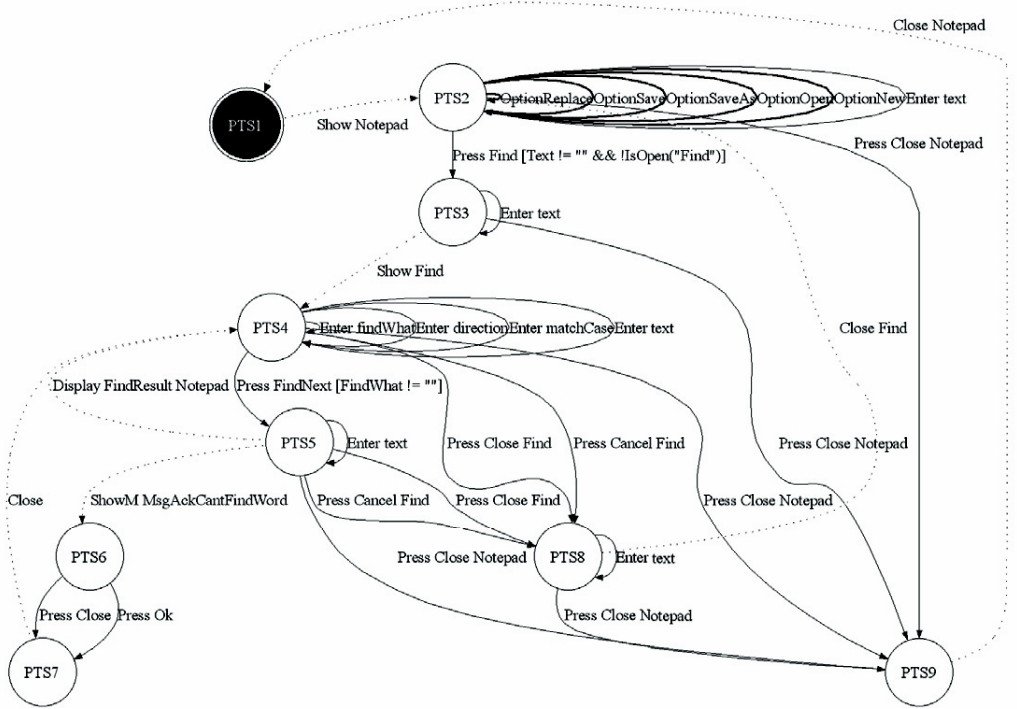 Close Notepad
PTS1
Show Notepad
PTS2
OptionReplace OptionSave OptionSaveAs OptionOpen OptionNew Enter text
Press Close Notepad
Press Find [Text != "" && !IsOpen("Find")]
PTS3
Enter text
Show Find
PTS4
Enter findWhat Enter direction Enter matchCase Enter text
Close Find
Display FindResult Notepad
Press FindNext [FindWhat != ""]
PTS5
Enter text
Press Close Find
Press Cancel Find
Press Close Notepad
Close
ShowM MsgAckCantFindWord
Press Cancel Find
Press Close Find
Press Close Notepad
PTS6
Press Close Notepad
PTS8
Enter text
Press Close
Press Ok
Press Close Notepad
PTS7
PTS9